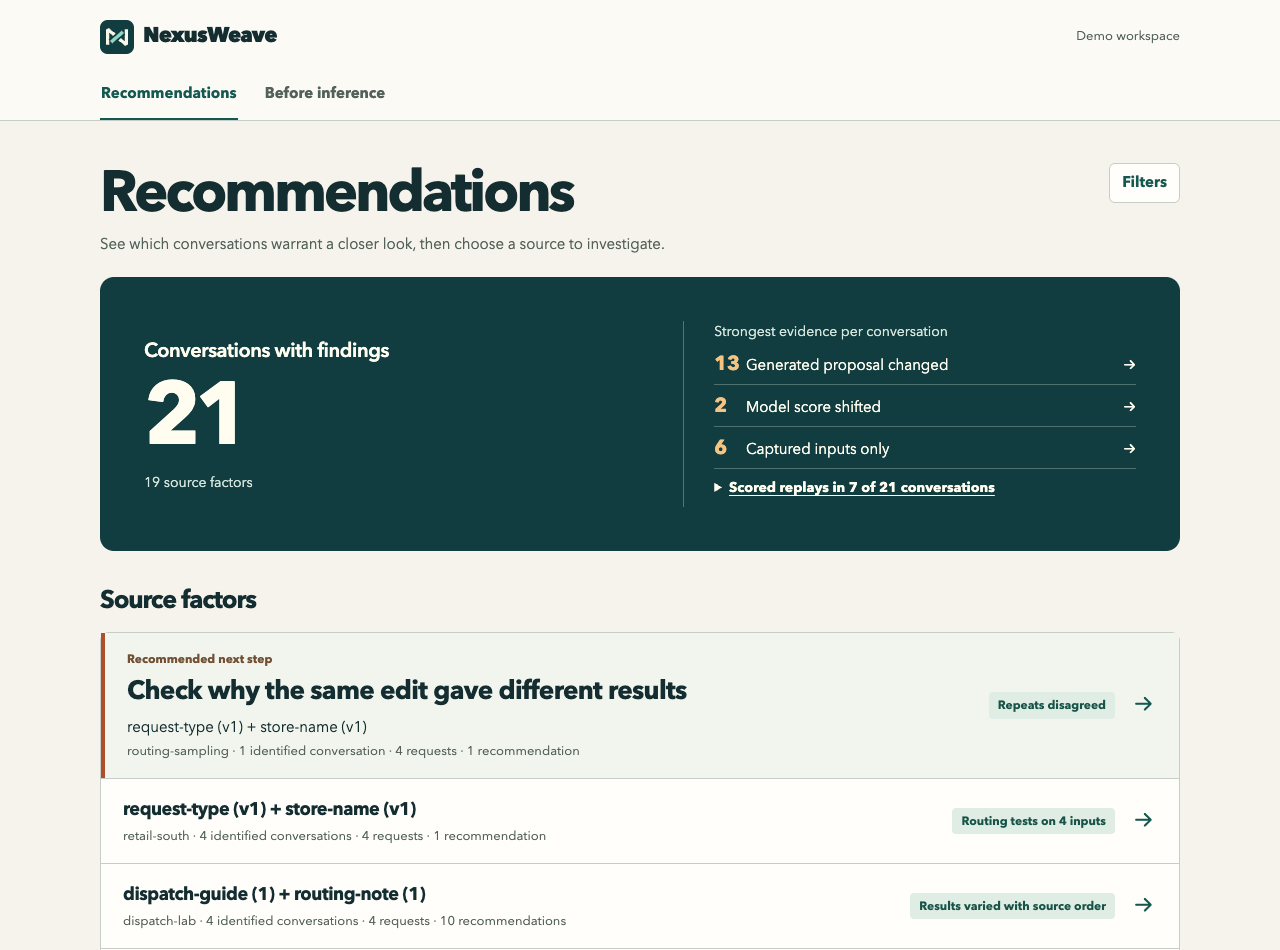 NexusWeave
Demo workspace
Recommendations
Before inference
Recommendations
Filters
See which conversations warrant a closer look, then choose a source to investigate.
Conversations with findings
21
19 source factors
Strongest evidence per conversation
13 Generated proposal changed →
2 Model score shifted →
6 Captured inputs only →
▶ Scored replays in 7 of 21 conversations
Source factors
Recommended next step
Check why the same edit gave different results
request-type (v1) + store-name (v1)
routing-sampling · 1 identified conversation · 4 requests · 1 recommendation
Repeats disagreed →
request-type (v1) + store-name (v1)
retail-south · 4 identified conversations · 4 requests · 1 recommendation
Routing tests on 4 inputs →
dispatch-guide (1) + routing-note (1)
dispatch-lab · 4 identified conversations · 4 requests · 10 recommendations
Results varied with source order →